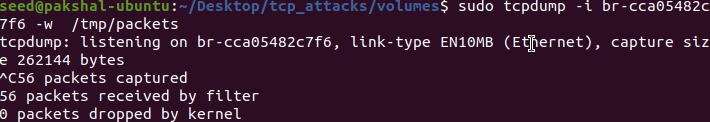 seed@pakshal-ubuntu:~/Desktop/tcp_attacks/volumes$ sudo tcpdump -i br-cca05482c
7f6 -w  /tmp/packets
tcpdump: listening on br-cca05482c7f6, link-type EN10MB (Ethernet), capture siz
e 262144 bytes
^C56 packets captured
56 packets received by filter
0 packets dropped by kernel